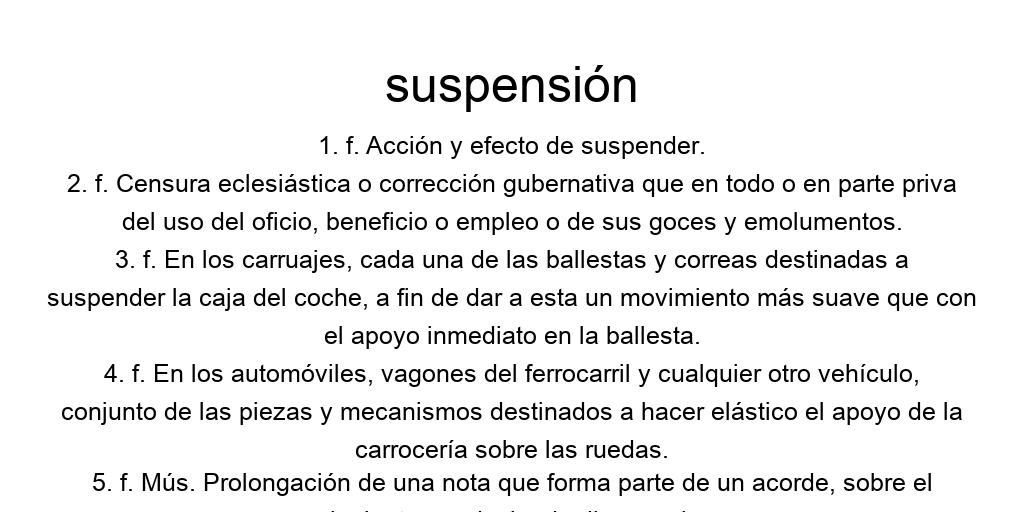 suspensión
1. f. Acción y efecto de suspender.
2. f. Censura eclesiástica o corrección gubernativa que en todo o en parte priva
del uso del oficio, beneficio o empleo o de sus goces y emolumentos.
3. f. En los carruajes, cada una de las ballestas y correas destinadas a
suspender la caja del coche, a fin de dar a esta un movimiento más suave que con
el apoyo inmediato en la ballesta.
4. f. En los automóviles, vagones del ferrocarril y cualquier otro vehículo,
conjunto de las piezas y mecanismos destinados a hacer elástico el apoyo de la
carrocería sobre las ruedas.
5. f. Mús. Prolongación de una nota que forma parte de un acorde, sobre el